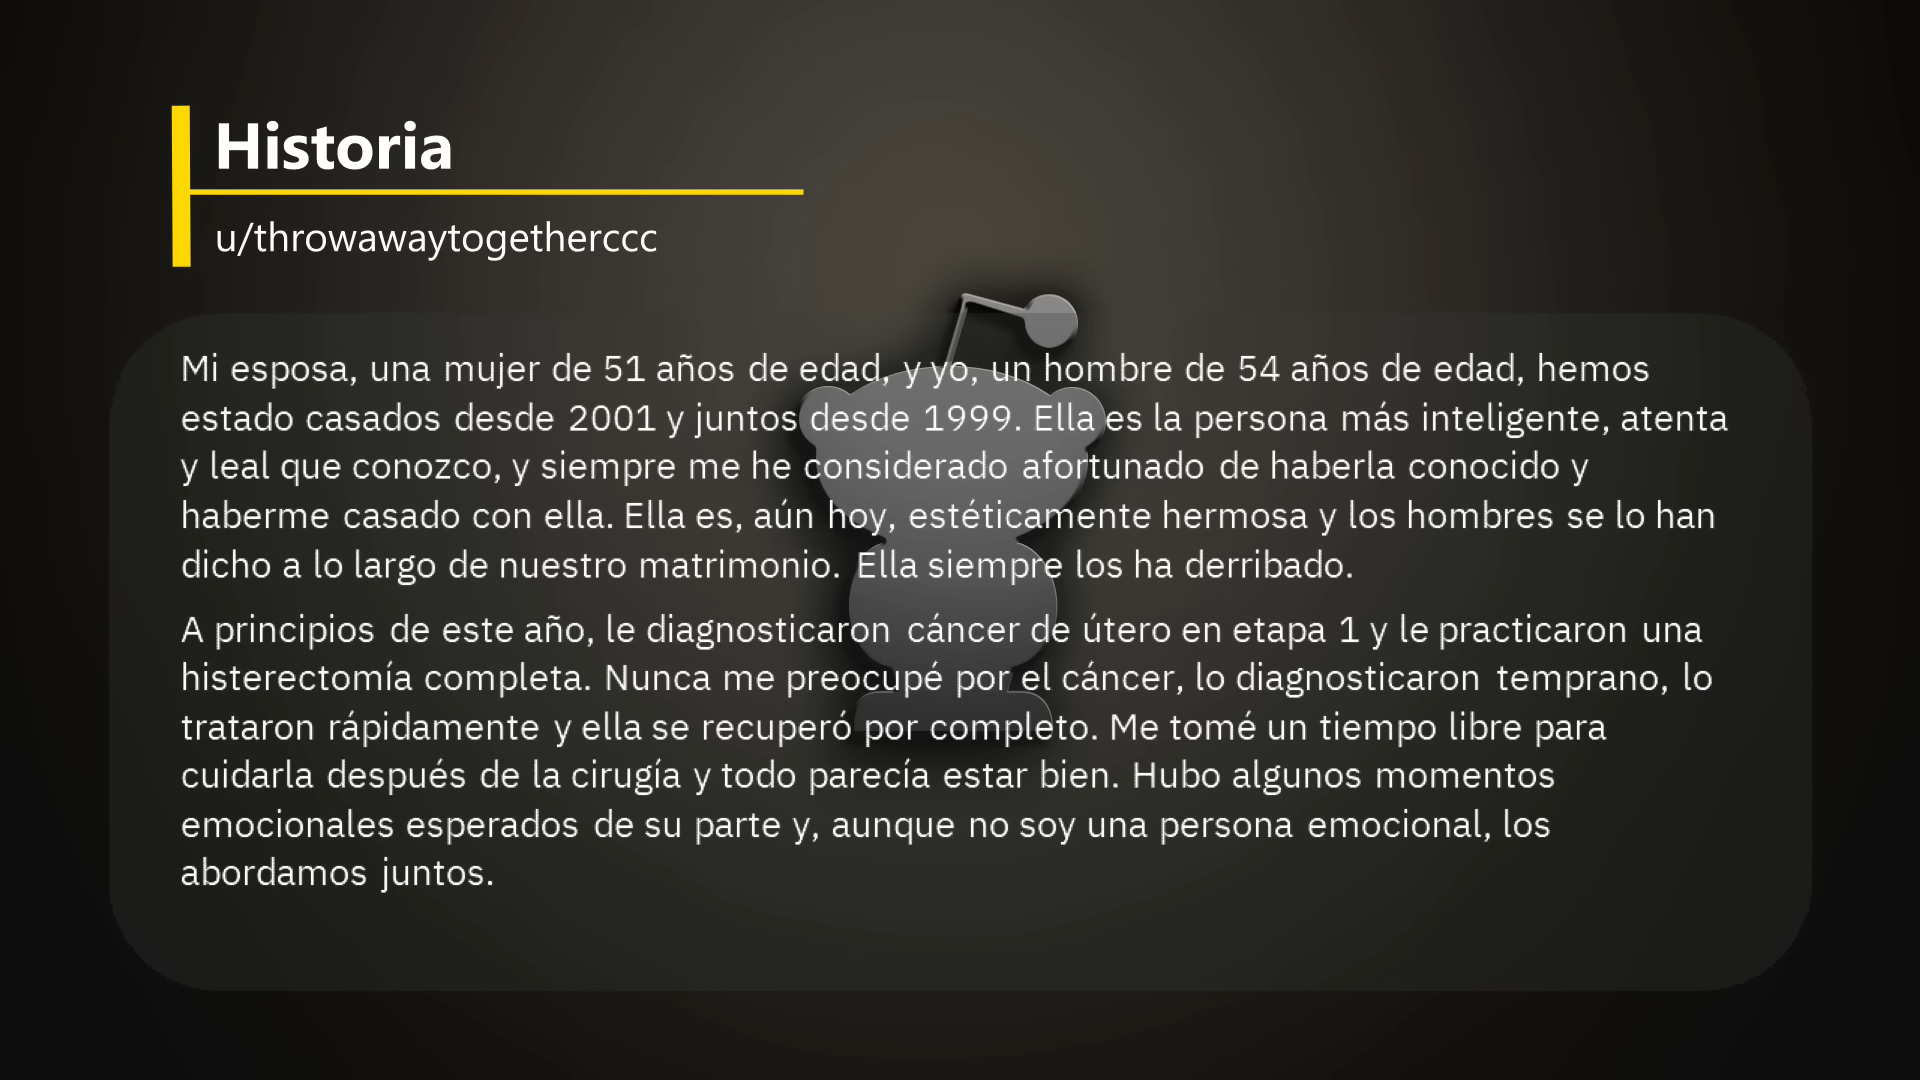 Historia
u/throwawaytogetherccc
Mi esposa, una mujer de 51 años de edad, y yo, un hombre de 54 años de edad, hemos
estado casados desde 2001 y juntos desde 1999. Ella es la persona más inteligente, atenta
y leal que conozco, y siempre me he considerado afortunado de haberla conocido y
haberme casado con ella. Ella es, aún hoy, estéticamente hermosa y los hombres se lo han
dicho a lo largo de nuestro matrimonio. Ella siempre los ha derribado.
A principios de este año, le diagnosticaron cáncer de útero en etapa 1 y le practicaron una
histerectomía completa. Nunca me preocupé por el cáncer, lo diagnosticaron temprano, lo
trataron rápidamente y ella se recuperó por completo. Me tomé un tiempo libre para
cuidarla después de la cirugía y todo parecía estar bien. Hubo algunos momentos
emocionales esperados de su parte y, aunque no soy una persona emocional, los
abordamos juntos.